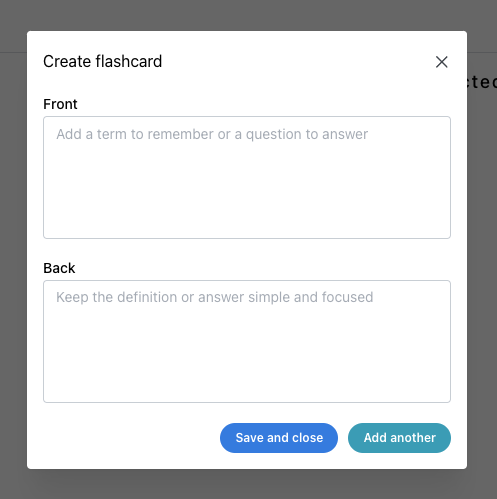 Create flashcard
Front
Add a term to remember or a question to answer
Back
Keep the definition or answer simple and focused
Save and close
Add another